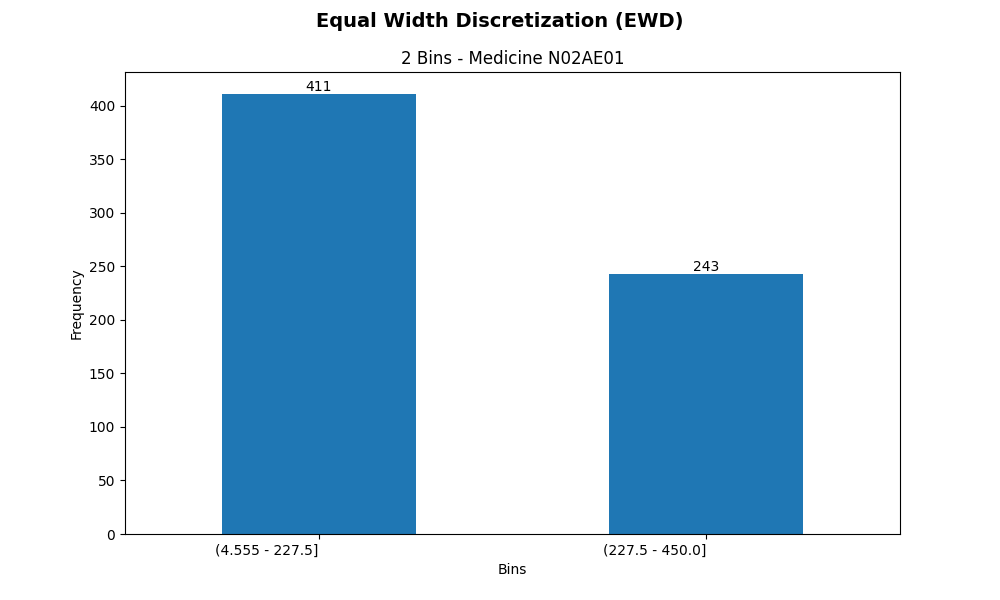 Equal Width Discretization (EWD)
2 Bins - Medicine N02AE01
411
243
400
350
300
250
200
150
100
50
0
Frequency
(4.555 - 227.5]
(227.5 - 450.0]
Bins